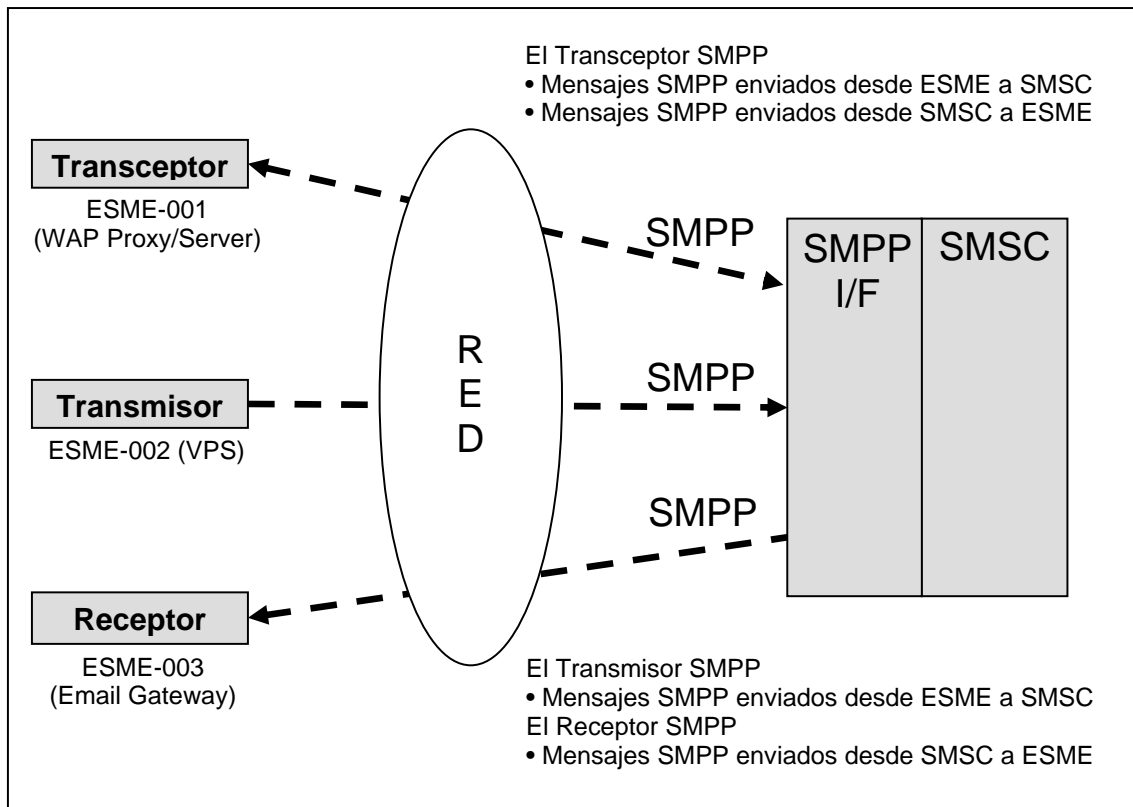 El Transceptor SMPP
• Mensajes SMPP enviados desde ESME a SMSC
• Mensajes SMPP enviados desde SMSC a ESME
Transceptor
ESME-001
(WAP Proxy/Server)
SMPP
SMPP
I/F
SMSC
R
E
D
Transmisor
ESME-002 (VPS)
SMPP
SMPP
Receptor
ESME-003
(Email Gateway)
El Transmisor SMPP
• Mensajes SMPP enviados desde ESME a SMSC
El Receptor SMPP
• Mensajes SMPP enviados desde SMSC a ESME